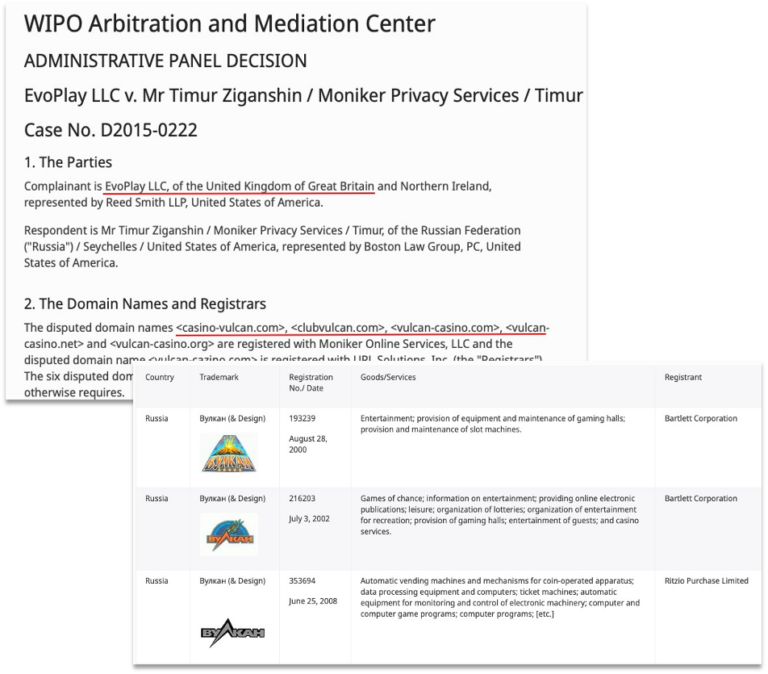 WIPO Arbitration and Mediation Center
ADMINISTRATIVE PANEL DECISION
EvoPlay LLC v. Mr Timur Ziganshin / Moniker Privacy Services / Timur
Case No. D2015-0222
1. The Parties
Complainant is EvoPlay LLC, of the United Kingdom of Great Britain and Northern Ireland,
represented by Reed Smith LLP, United States of America.
Respondent is Mr Timur Ziganshin / Moniker Privacy Services / Timur, of the Russian Federation
("Russia") / Seychelles / United States of America, represented by Boston Law Group, PC, United
States of America.
2. The Domain Names and Registrars
The disputed domain names <casino-vulcan.com>, <clubvulcan.com>, <vulcan-casino.com>, <vulcan-
casino.net> and <vulcan-casino.org> are registered with Moniker Online Services, LLC and the
disputed domain name <vulcan-cazino.com> is registered with URL Solutions, Inc. (the "Registrars").
The six disputed dom
otherwise requires.
Country Trademark Registration No./ Date Goods/Services Registrant
Russia Вулкан (& Design) 193239 Entertainment; provision of equipment and maintenance of gaming halls; Bartlett Corporation
provision and maintenance of slot machines.
August 28,
2000
Russia Вулкан (& Design) 216203 Games of chance; information on entertainment; providing online electronic Bartlett Corporation
publications; leisure; organization of lotteries; organization of entertainment
July 3, 2002 for recreation; provision of gaming halls; entertainment of guests; and casino
services.
ВУЛКАН
Russia Вулкан (& Design) 353694 Automatic vending machines and mechanisms for coin-operated apparatus; Ritzio Purchase Limited
data processing equipment and computers; ticket machines; automatic
June 25, 2008 equipment for monitoring and control of electronic machinery; computer and
computer game programs; computer programs; [etc.]
ВУЛКАН